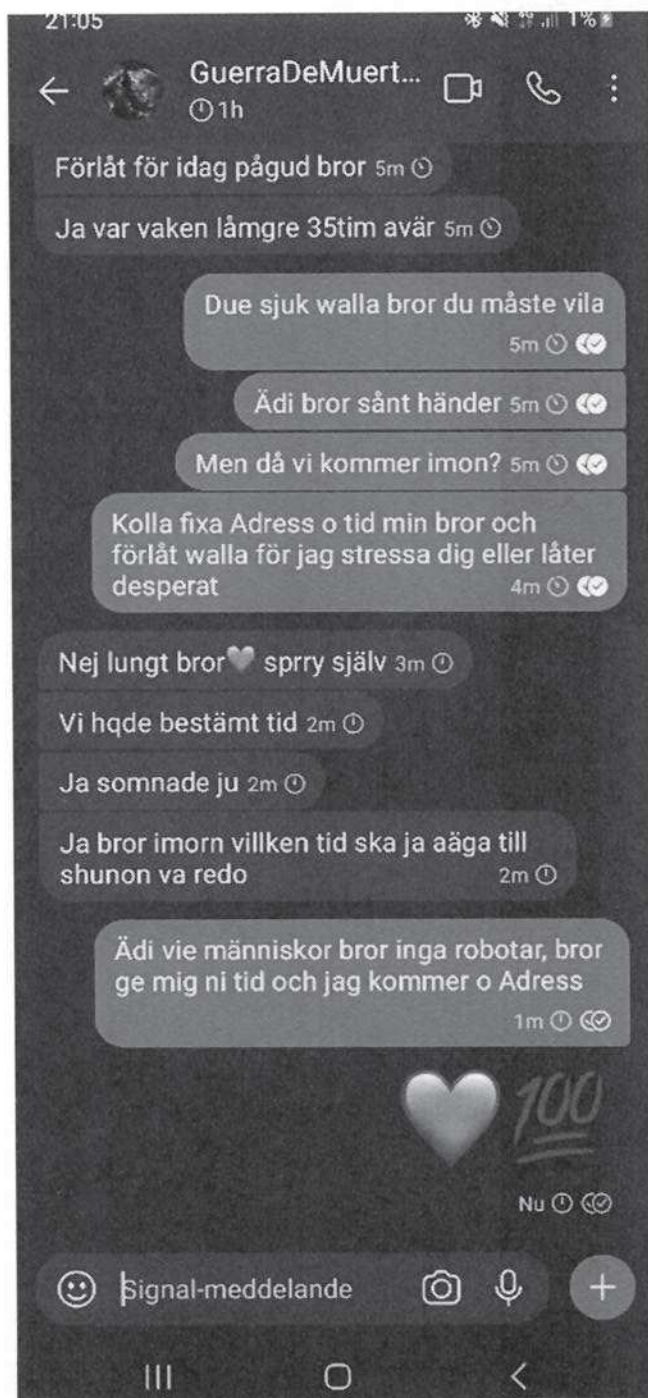 21:05 1%
GuerraDeMuert...
1h
Förlåt för idag pågud bror 5m
Ja var vaken låmgre 35tim avär 5m
Due sjuk walla bror du måste vila
5m
Ädi bror sånt händer 5m
Men då vi kommer imon? 5m
Kolla fixa Adress o tid min bror och
förlåt walla för jag stressa dig eller låter
desperat 4m
Nej lungt bror🩶 sprry själv 3m
Vi hqde bestämt tid 2m
Ja somnade ju 2m
Ja bror imorn villken tid ska ja aäga till
shunon va redo 2m
Ädi vie människor bror inga robotar, bror
ge mig ni tid och jag kommer o Adress
1m
🩶💯
Nu
Signal-meddelande